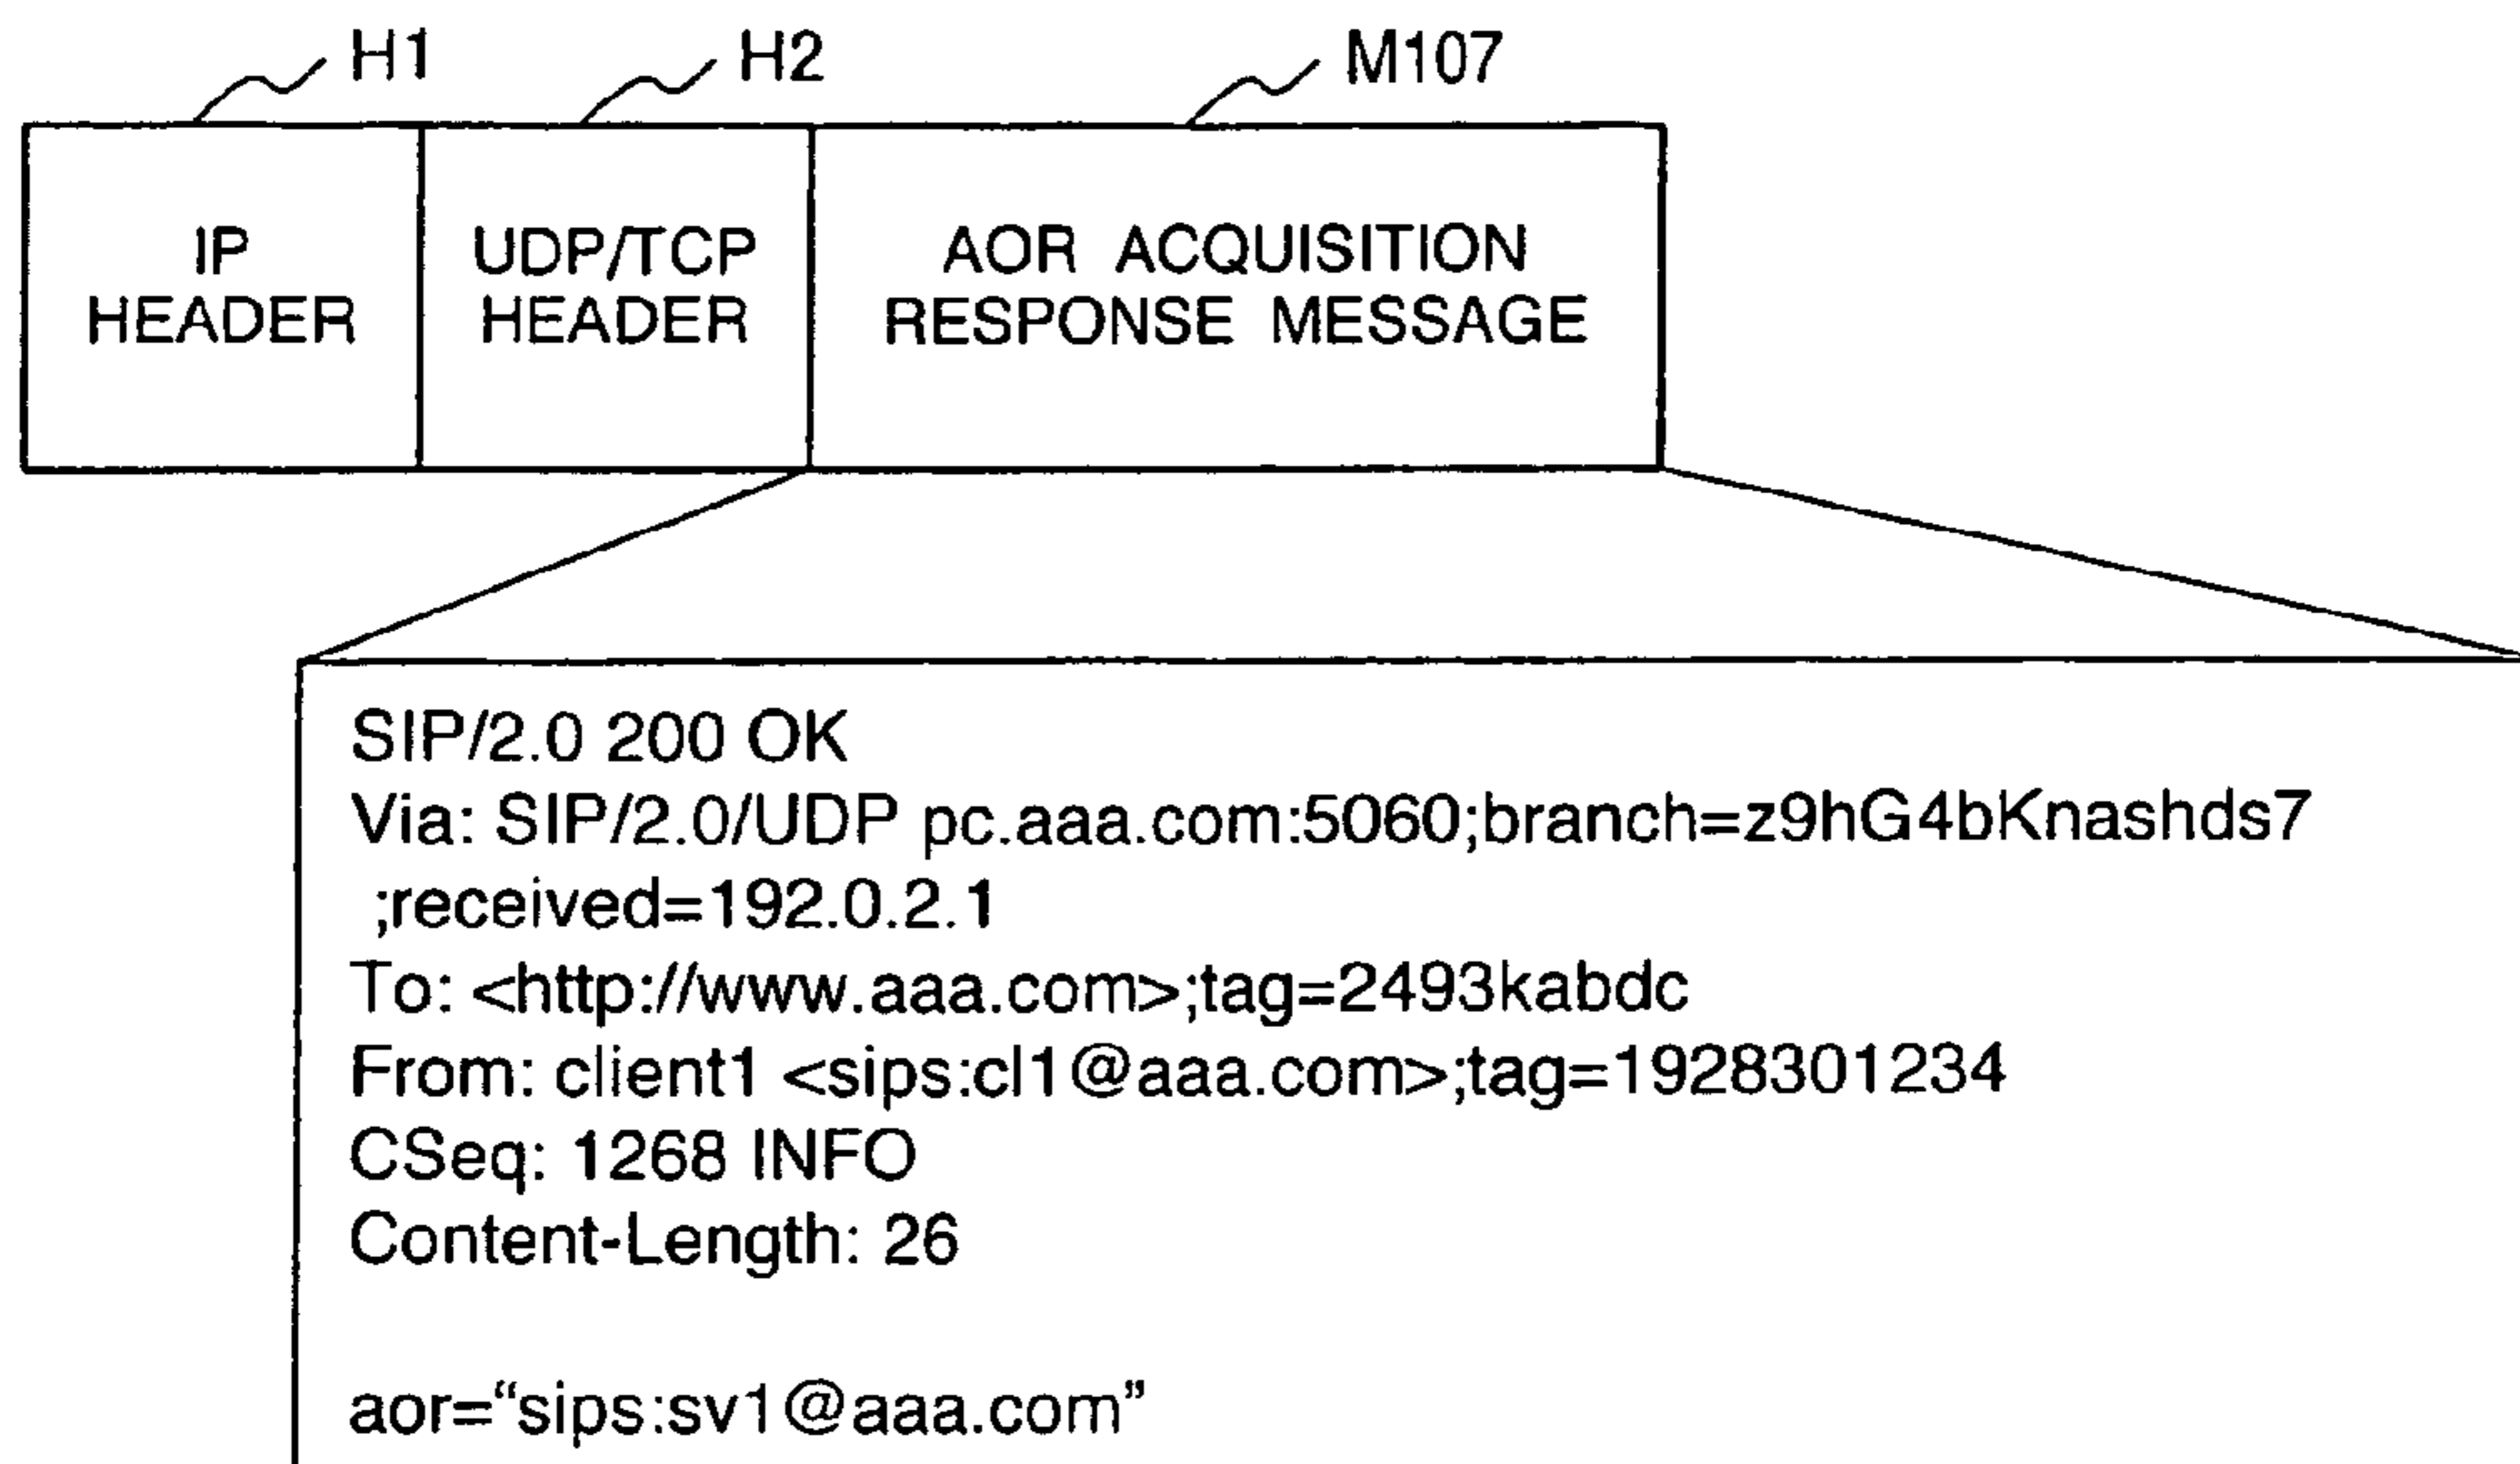 H1 H2 M107
IP HEADER
UDP/TCP HEADER
AOR ACQUISITION RESPONSE MESSAGE
SIP/2.0 200 OK
Via: SIP/2.0/UDP pc.aaa.com:5060;branch=z9hG4bKnashds7
;received=192.0.2.1
To: <http://www.aaa.com>;tag=2493kabdc
From: client1 <sips:cl1@aaa.com>;tag=1928301234
CSeq: 1268 INFO
Content-Length: 26
aor=“sips:sv1@aaa.com”